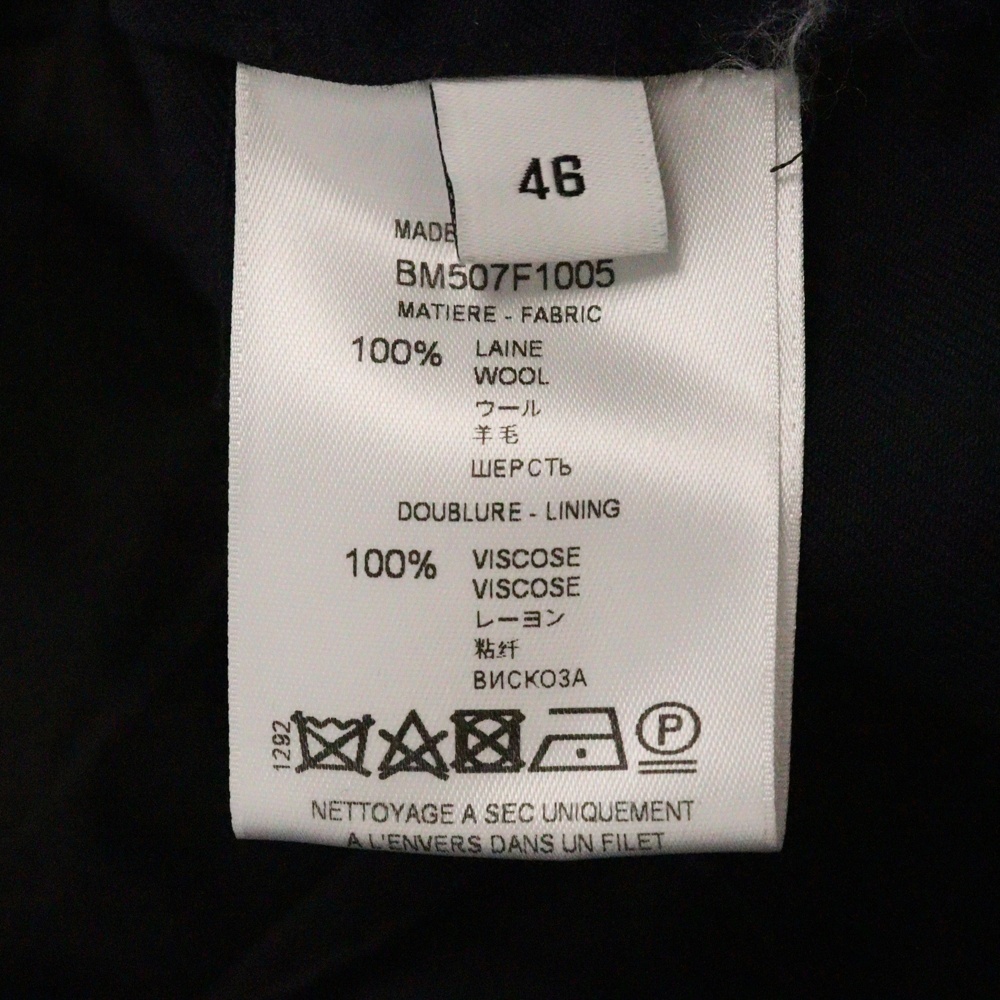 46
MADE
BM507F1005
MATIERE - FABRIC
100% LAINE
WOOL
ウール
羊毛
ШЕРСТЬ
DOUBLURE - LINING
100% VISCOSE
VISCOSE
レーヨン
粘纤
ВИСКОЗА
1292
P
NETTOYAGE A SEC UNIQUEMENT
A L'ENVERS DANS UN FILET